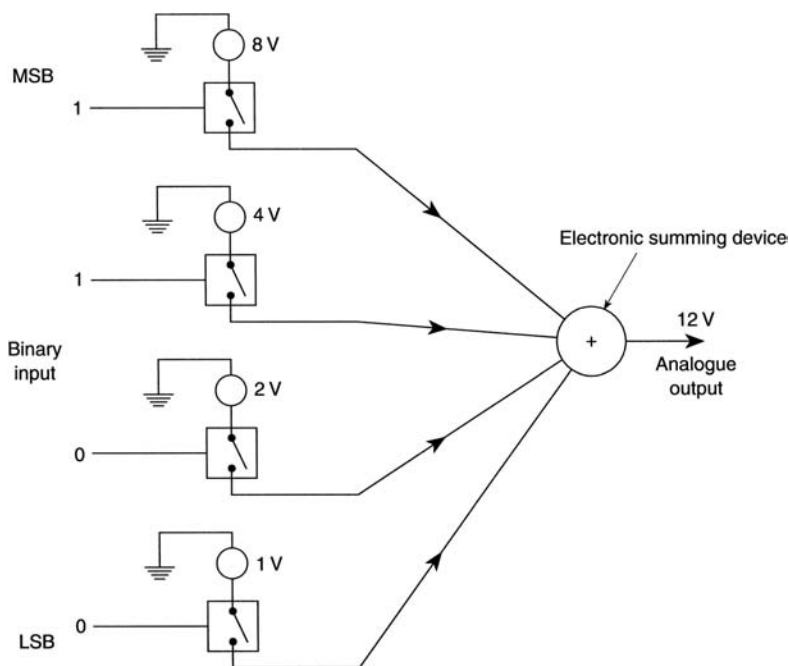 8 V
MSB
1
4 V
Electronic summing device
1
12 V
+
Binary
input
Analogue
output
2 V
0
1 V
0
LSB